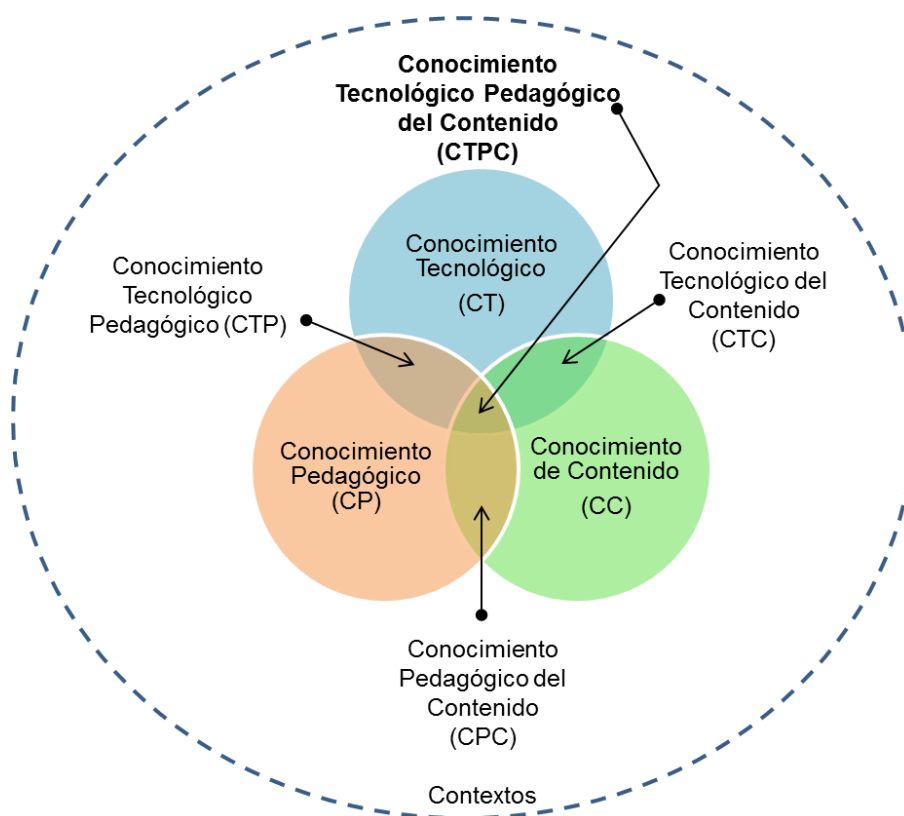 Conocimiento
Tecnológico Pedagógico
del Contenido
(CTPC)
Conocimiento
Tecnológico
(CT)
Conocimiento
Tecnológico
Pedagógico (CTP)
Conocimiento
Tecnológico del
Contenido
(CTC)
Conocimiento
Pedagógico
(CP)
Conocimiento
de Contenido
(CC)
Conocimiento
Pedagógico del
Contenido
(CPC)
Contextos